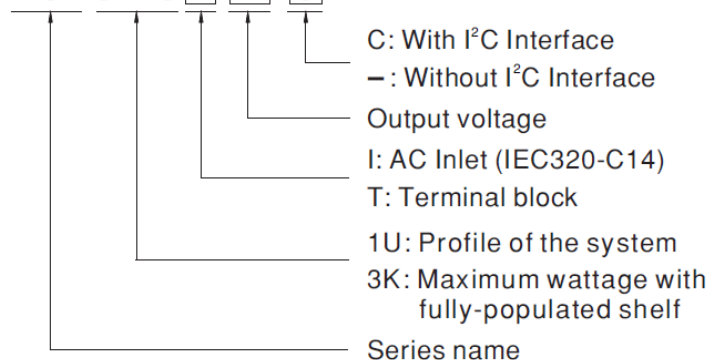 C: With I²C Interface
–: Without I²C Interface
Output voltage
I: AC Inlet (IEC320-C14)
T: Terminal block
1U: Profile of the system
3K: Maximum wattage with
fully-populated shelf
Series name